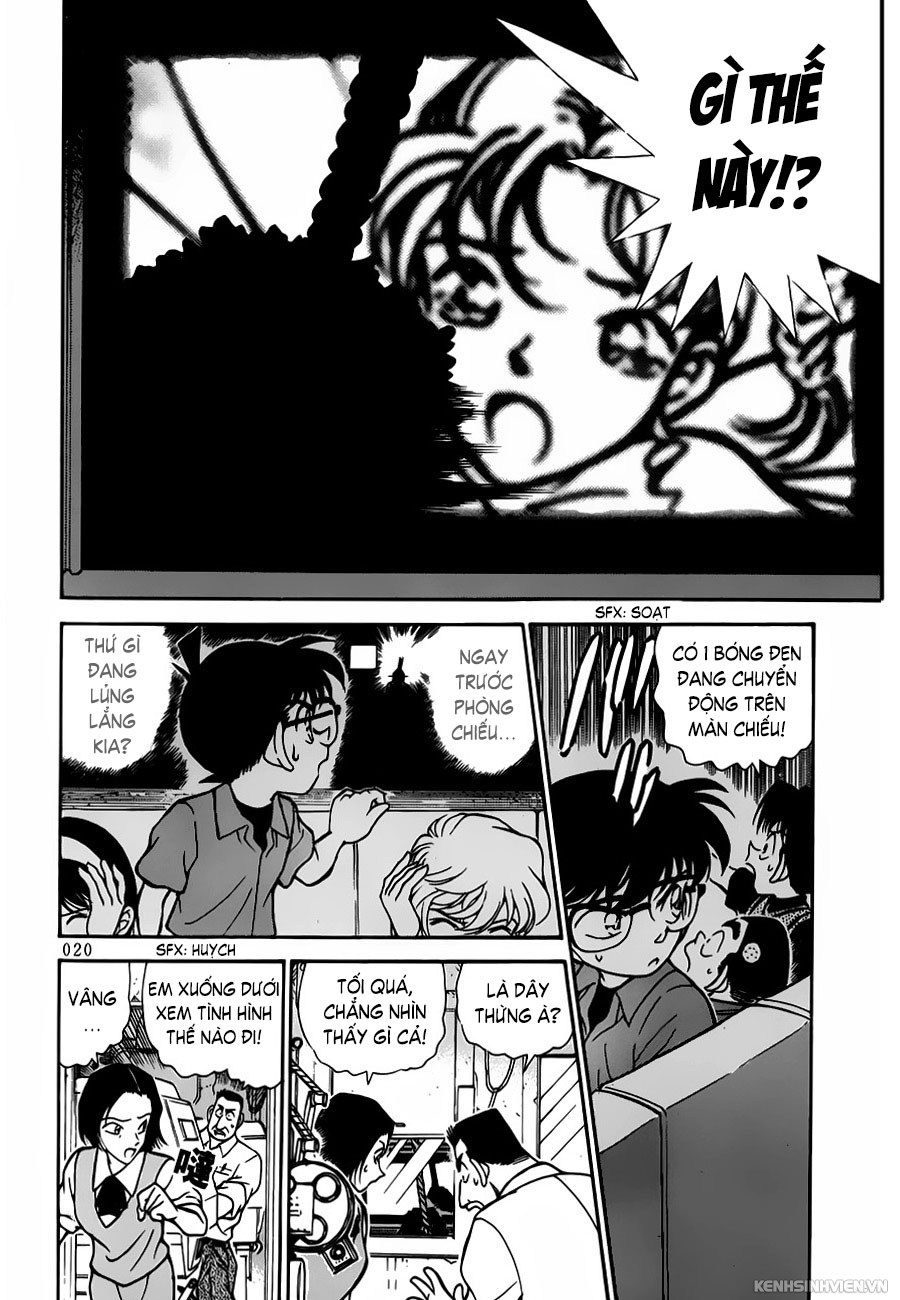 GÌ THẾ
NÀY!?
SFX: SOẠT
CÓ 1 BÓNG ĐEN
ĐANG CHUYỂN
ĐỘNG TRÊN
MÀN CHIẾU!
NGAY
TRƯỚC
PHÒNG
CHIẾU...
THỨ GÌ
ĐANG
LỦNG
LẲNG
KIA?
020
SFX: HUỴCH
LÀ DÂY
THỪNG À?
TỐI QUÁ,
CHẲNG NHÌN
THẤY GÌ CẢ!
EM XUỐNG DƯỚI
XEM TÌNH HÌNH
THẾ NÀO ĐI!
VÂNG
...
KENHSINHVIEN.VN